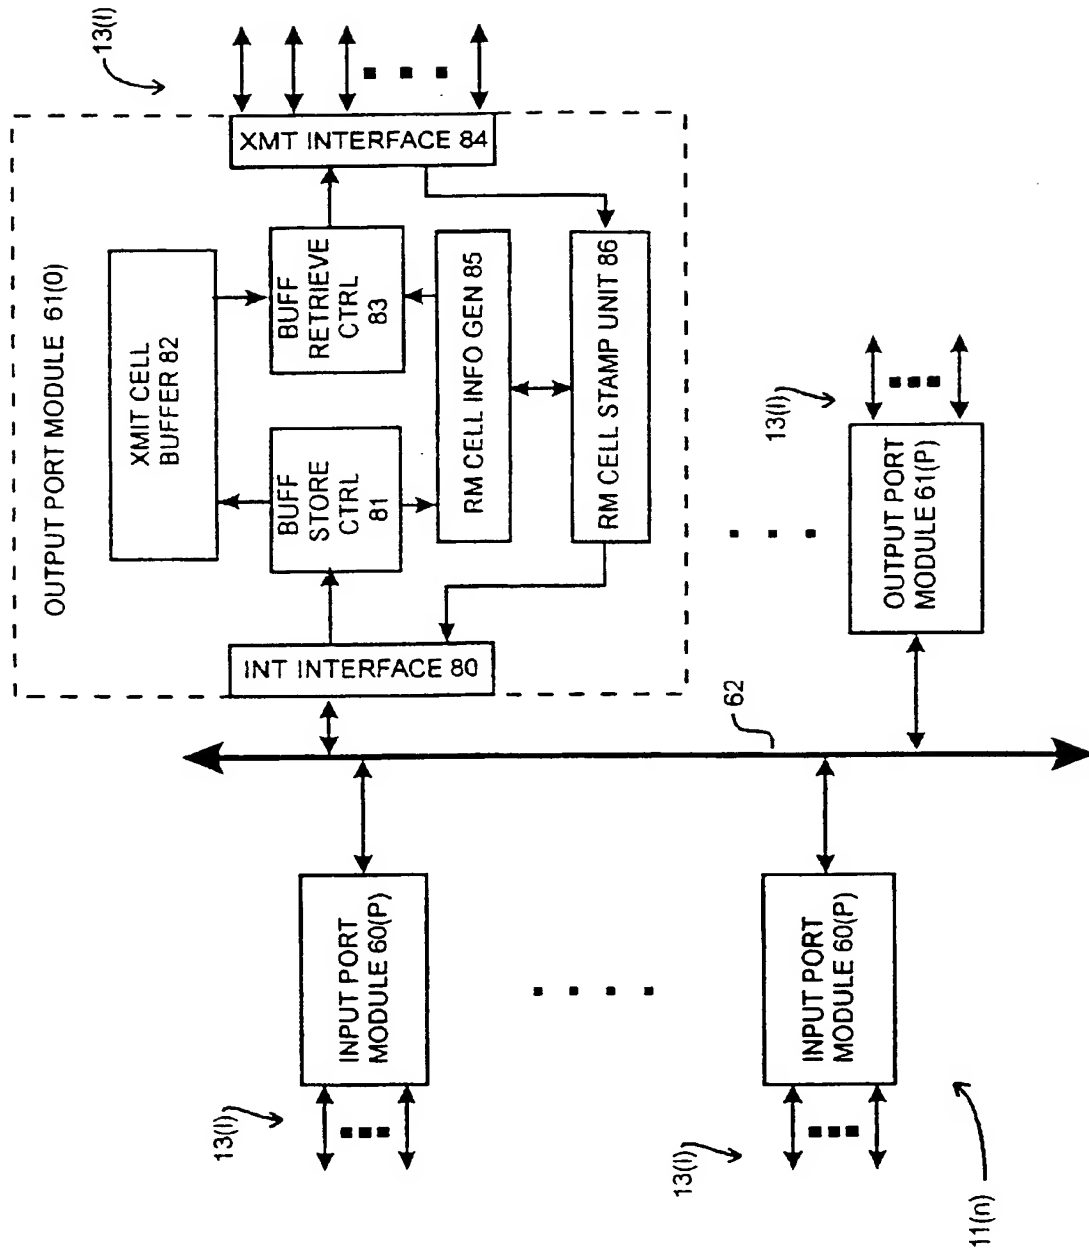 13(l)
OUTPUT PORT MODULE 61(0)
XMIT CELL
BUFFER 82
XMT INTERFACE 84
BUFF
RETRIEVE
CTRL
83
BUFF
STORE
CTRL
81
RM CELL INFO GEN 85
RM CELL STAMP UNIT 86
INT INTERFACE 80
62
13(l)
OUTPUT PORT
MODULE 61(P)
INPUT PORT
MODULE 60(P)
13(l)
INPUT PORT
MODULE 60(P)
13(l)
11(n)